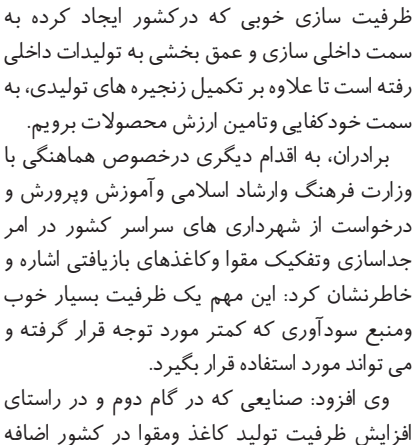 ظرفیت سازی خوبی که درکشور ایجاد کرده به
سمت داخلی سازی و عمق بخشی به تولیدات داخلی
رفته است تا علاوه بر تکمیل زنجیره های تولیدی، به
سمت خودکفایی وتامین ارزش محصولات برویم.
برادران، به اقدام دیگری درخصوص هماهنگی با
وزارت فرهنگ وارشاد اسلامی وآموزش وپرورش و
درخواست از شهرداری های سراسر کشور در امر
جداسازی وتفکیک مقوا وکاغذهای بازیافتی اشاره و
خاطرنشان کرد: این مهم یک ظرفیت بسیار خوب
ومنبع سودآوری که کمتر مورد توجه قرار گرفته و
می تواند مورد استفاده قرار بگیرد.
وی افزود: صنایعی که در گام دوم و در راستای
افزایش ظرفیت تولید کاغذ ومقوا در کشور اضافه